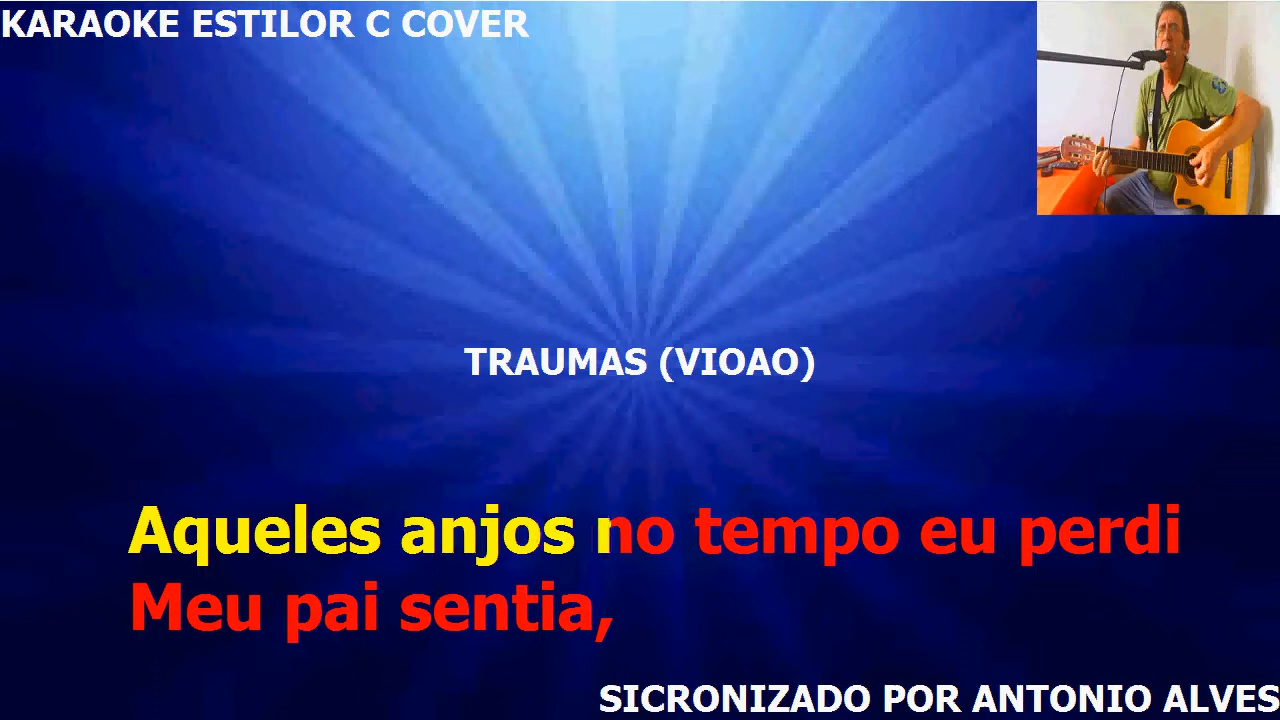 KARAOKE ESTILOR C COVER
TRAUMAS (VIOAO)
Aqueles anjos no tempo eu perdi
Meu pai sentia,
SICRONIZADO POR ANTONIO ALVES